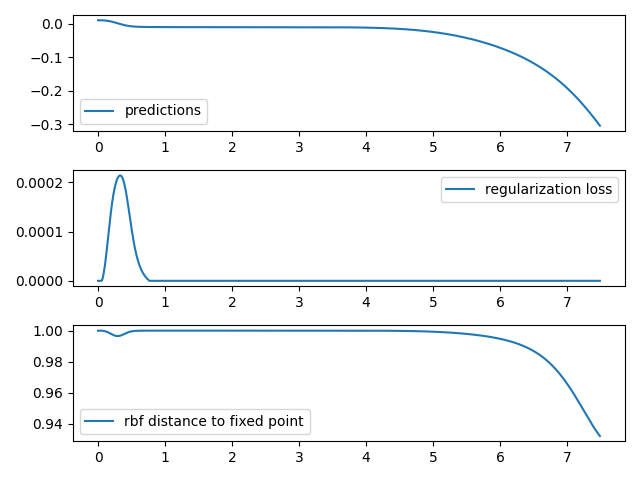 0.0
−0.1
−0.2
−0.3
predictions
0 1 2 3 4 5 6 7
0.0002
0.0001
0.0000
regularization loss
0 1 2 3 4 5 6 7
1.00
0.98
0.96
0.94
rbf distance to fixed point
0 1 2 3 4 5 6 7